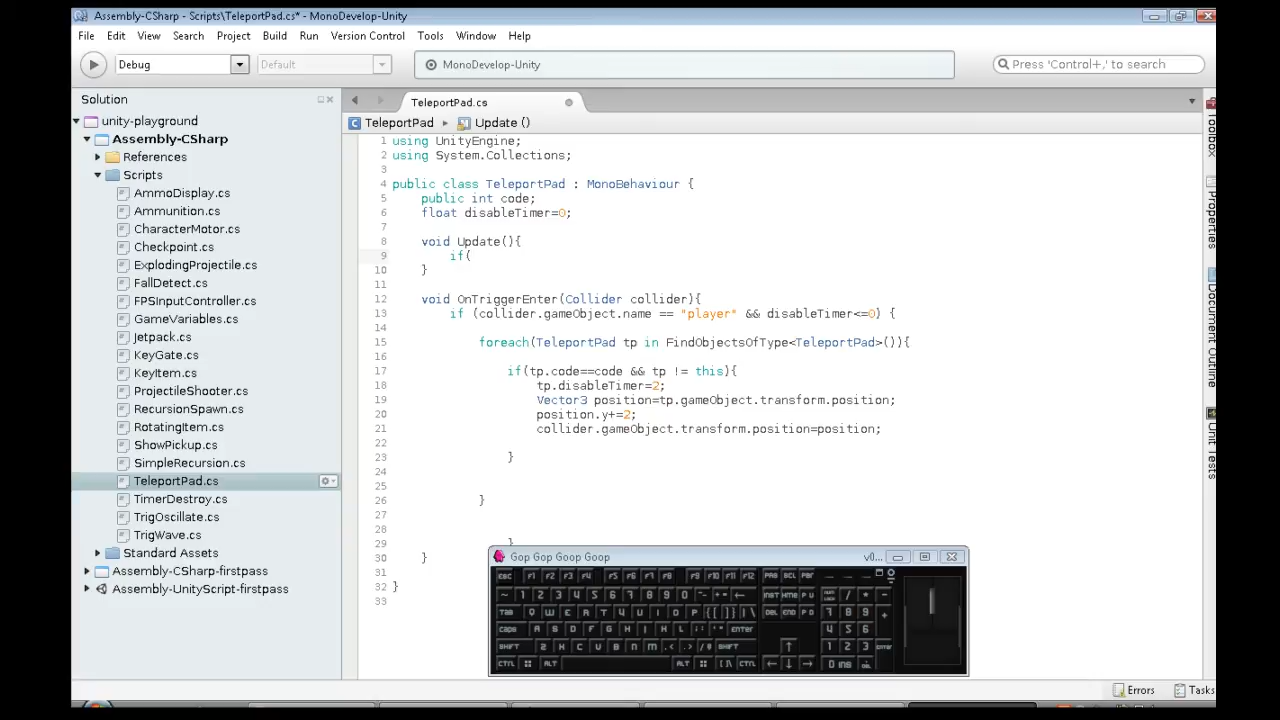 Assembly-CSharp - Scripts\TeleportPad.cs* - MonoDevelop-Unity
File Edit View Search Project Build Run Version Control Tools Window Help
Debug Default MonoDevelop-Unity Press 'Control+,' to search
Solution
unity-playground
Assembly-CSharp
References
Scripts
AmmoDisplay.cs
Ammunition.cs
CharacterMotor.cs
Checkpoint.cs
ExplodingProjectile.cs
FallDetect.cs
FPSInputController.cs
GameVariables.cs
Jetpack.cs
KeyGate.cs
KeyItem.cs
ProjectileShooter.cs
RecursionSpawn.cs
RotatingItem.cs
ShowPickup.cs
SimpleRecursion.cs
TeleportPad.cs
TimerDestroy.cs
TrigOscillate.cs
TrigWave.cs
Standard Assets
Assembly-CSharp-firstpass
Assembly-UnityScript-firstpass
TeleportPad.cs
TeleportPad Update ()
1 using UnityEngine;
2 using System.Collections;
3
4 public class TeleportPad : MonoBehaviour {
5 public int code;
6 float disableTimer=0;
7
8 void Update(){
9 if(
10 }
11
12 void OnTriggerEnter(Collider collider){
13 if (collider.gameObject.name == "player" && disableTimer<=0) {
14
15 foreach(TeleportPad tp in FindObjectsOfType<TeleportPad>()){
16
17 if(tp.code==code && tp != this){
18 tp.disableTimer=2;
19 Vector3 position=tp.gameObject.transform.position;
20 position.y+=2;
21 collider.gameObject.transform.position=position;
22
23 }
24
25
26 }
27
28
29 }
30 }
31
32 }
33
Toolbox
Properties
Document Outline
Unit Tests
Gop Gop Goop Goop v0...
Errors Tasks